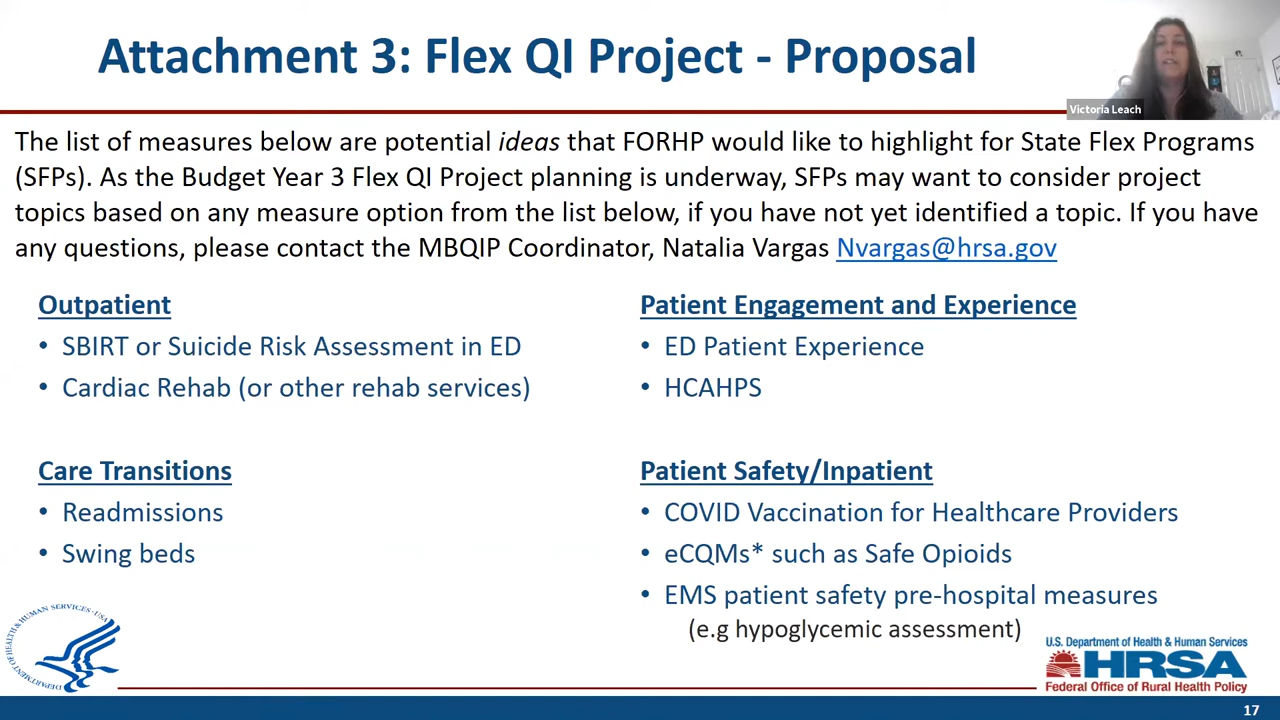 Attachment 3: Flex QI Project - Proposal
Victoria Leach
The list of measures below are potential ideas that FORHP would like to highlight for State Flex Programs
(SFPs). As the Budget Year 3 Flex QI Project planning is underway, SFPs may want to consider project
topics based on any measure option from the list below, if you have not yet identified a topic. If you have
any questions, please contact the MBQIP Coordinator, Natalia Vargas Nvargas@hrsa.gov
Outpatient
• SBIRT or Suicide Risk Assessment in ED
• Cardiac Rehab (or other rehab services)
Care Transitions
• Readmissions
• Swing beds
Patient Engagement and Experience
• ED Patient Experience
• HCAHPS
Patient Safety/Inpatient
• COVID Vaccination for Healthcare Providers
• eCQMs* such as Safe Opioids
• EMS patient safety pre-hospital measures
(e.g hypoglycemic assessment)
DEPARTMENT OF HEALTH & HUMAN SERVICES · USA
U.S. Department of Health & Human Services
HRSA
Federal Office of Rural Health Policy
17